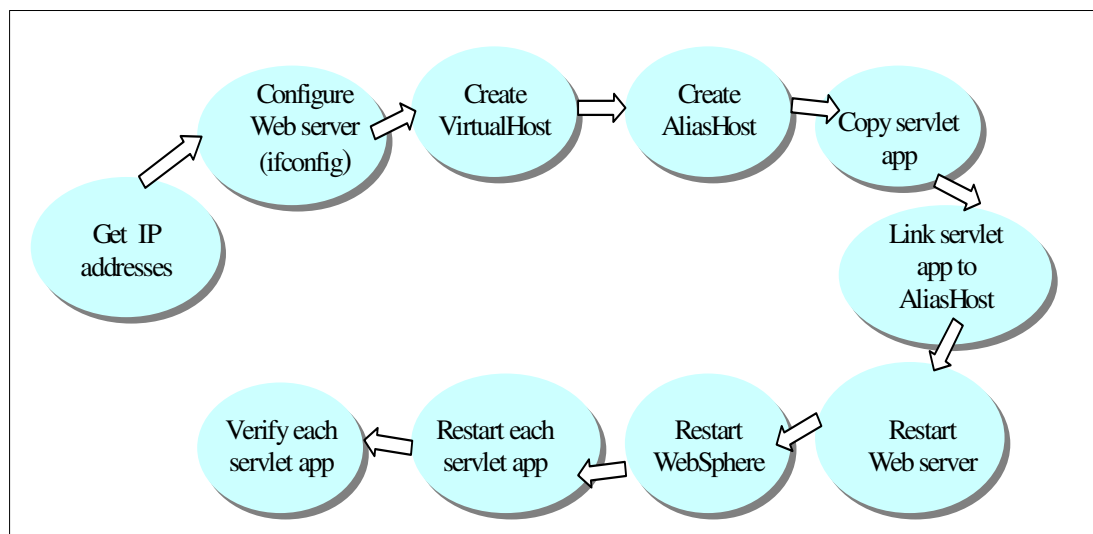 Get IP
addresses
Configure
Web server
(ifconfig)
Create
VirtualHost
Create
AliasHost
Copy servlet
app
Link servlet
app to
AliasHost
Restart
Web server
Restart
WebSphere
Restart each
servlet app
Verify each
servlet app